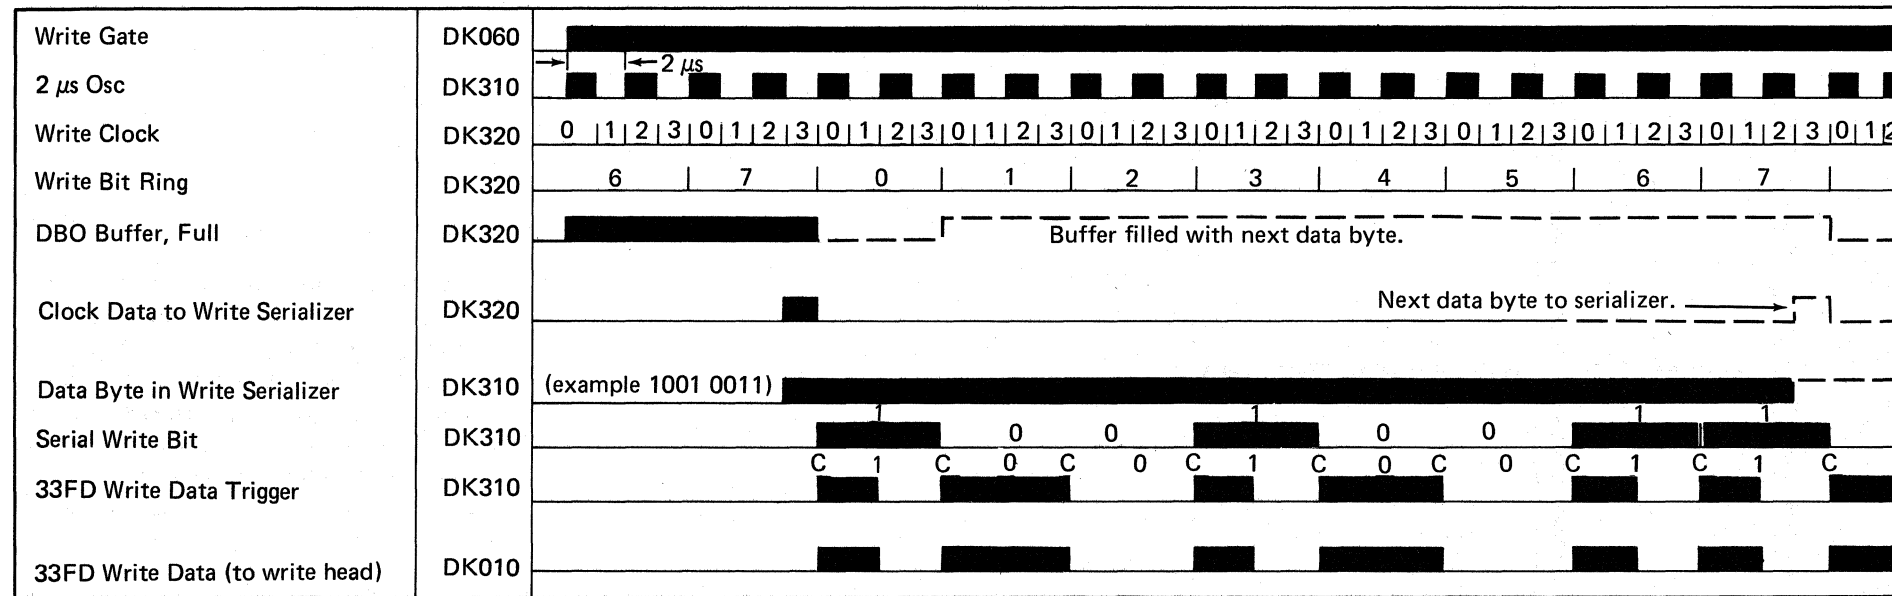 Write Gate DK060
2 μs
2 μs Osc DK310
Write Clock DK320 0 | 1 | 2 | 3 | 0 | 1 | 2 | 3 | 0 | 1 | 2 | 3 | 0 | 1 | 2 | 3 | 0 | 1 | 2 | 3 | 0 | 1 | 2 | 3 | 0 | 1 | 2 | 3 | 0 | 1 | 2 | 3 | 0 | 1 | 2 | 3 | 0 | 1 | 2 | 3 | 0 | 1 | 2
Write Bit Ring DK320 6 | 7 | 0 | 1 | 2 | 3 | 4 | 5 | 6 | 7 |
DBO Buffer, Full DK320 Buffer filled with next data byte.
Next data byte to serializer.
Clock Data to Write Serializer DK320
Data Byte in Write Serializer DK310 (example 1001 0011)
1 1 1 1
Serial Write Bit DK310 0 0 0 0
C 1 C 0 C 0 C 1 C 0 C 0 C 1 C 1 C
33FD Write Data Trigger DK310
33FD Write Data (to write head) DK010